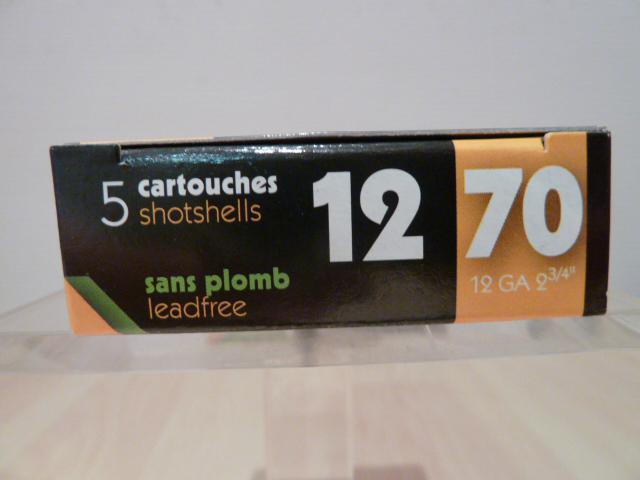 5 cartouches
shotshells
sans plomb
leadfree
12 70
12 GA 2 3/4"